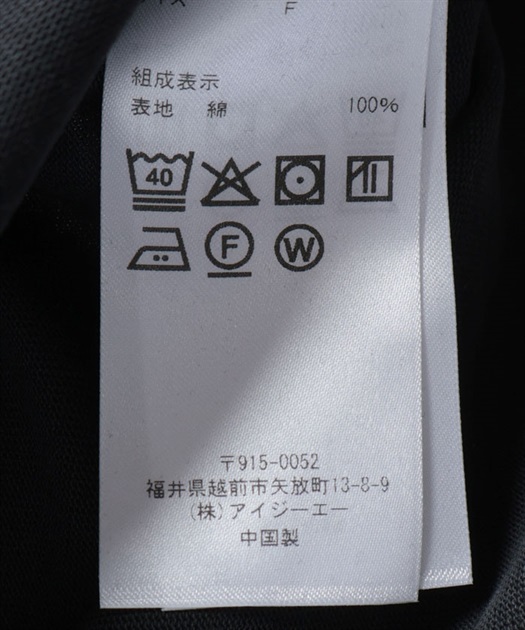 F
組成表示
表地 綿 100%
40
F W
〒915-0052
福井県越前市矢放町13-8-9
(株)アイジーエー
中国製